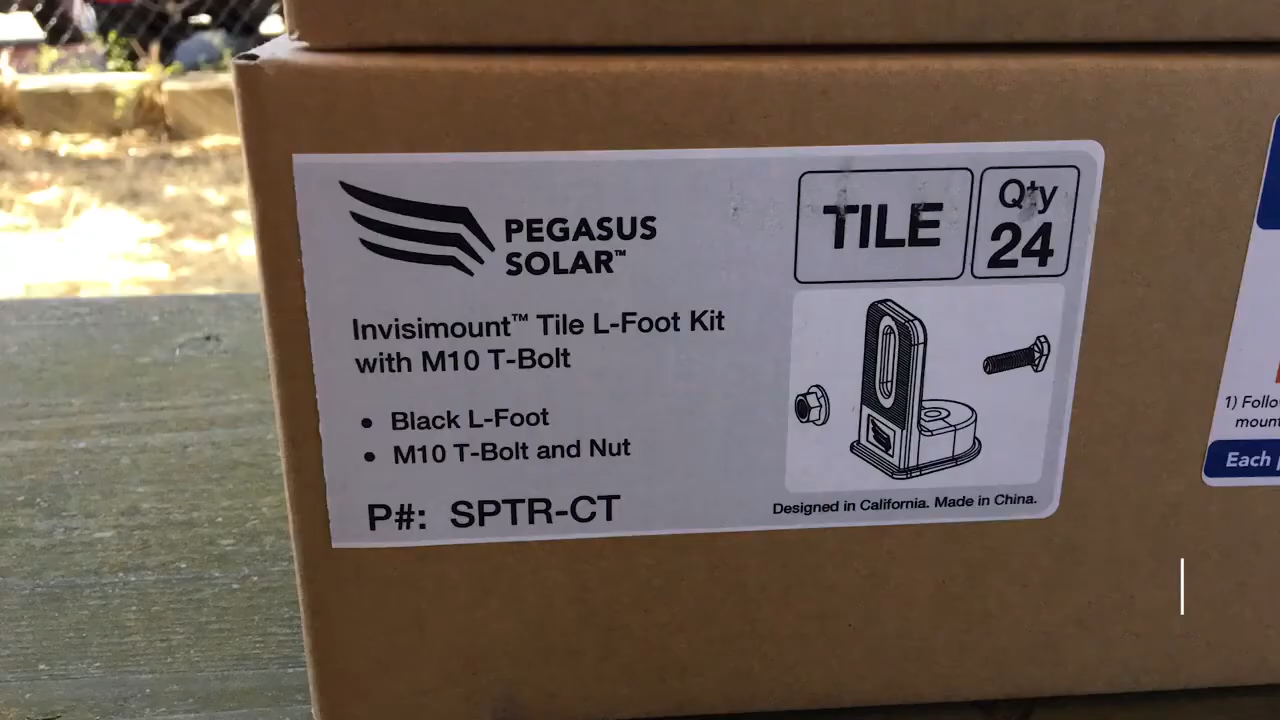 PEGASUS
SOLAR™
TILE
Qty
24
Invisimount™ Tile L-Foot Kit
with M10 T-Bolt
• Black L-Foot
• M10 T-Bolt and Nut
P#: SPTR-CT
Designed in California. Made in China.
1) Follo
mount
Each